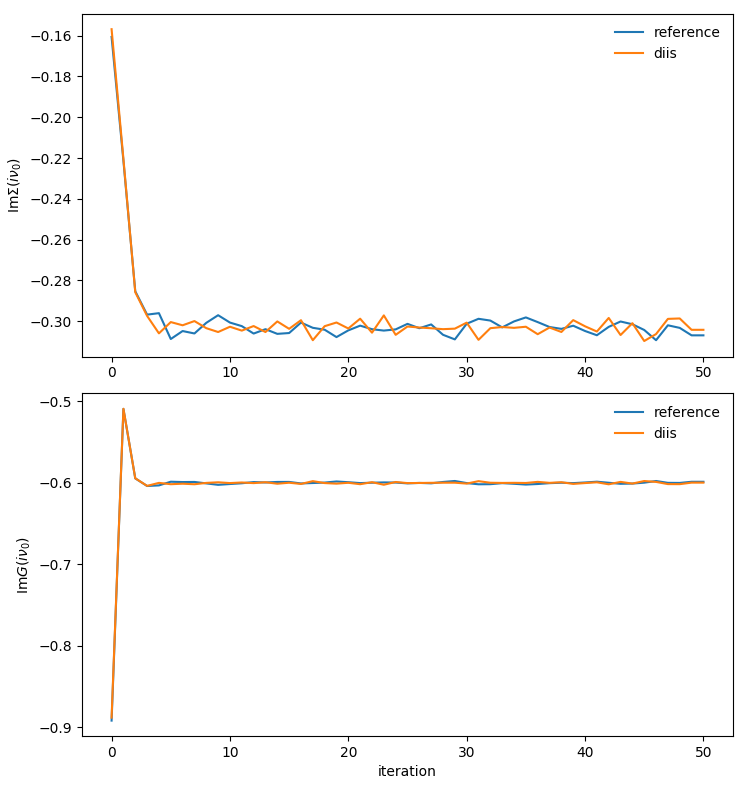 ImΣ(iν₀)
−0.16
−0.18
−0.20
−0.22
−0.24
−0.26
−0.28
−0.30
reference
diis
0 10 20 30 40 50
ImG(iν₀)
−0.5
−0.6
−0.7
−0.8
−0.9
reference
diis
0 10 20 30 40 50
iteration